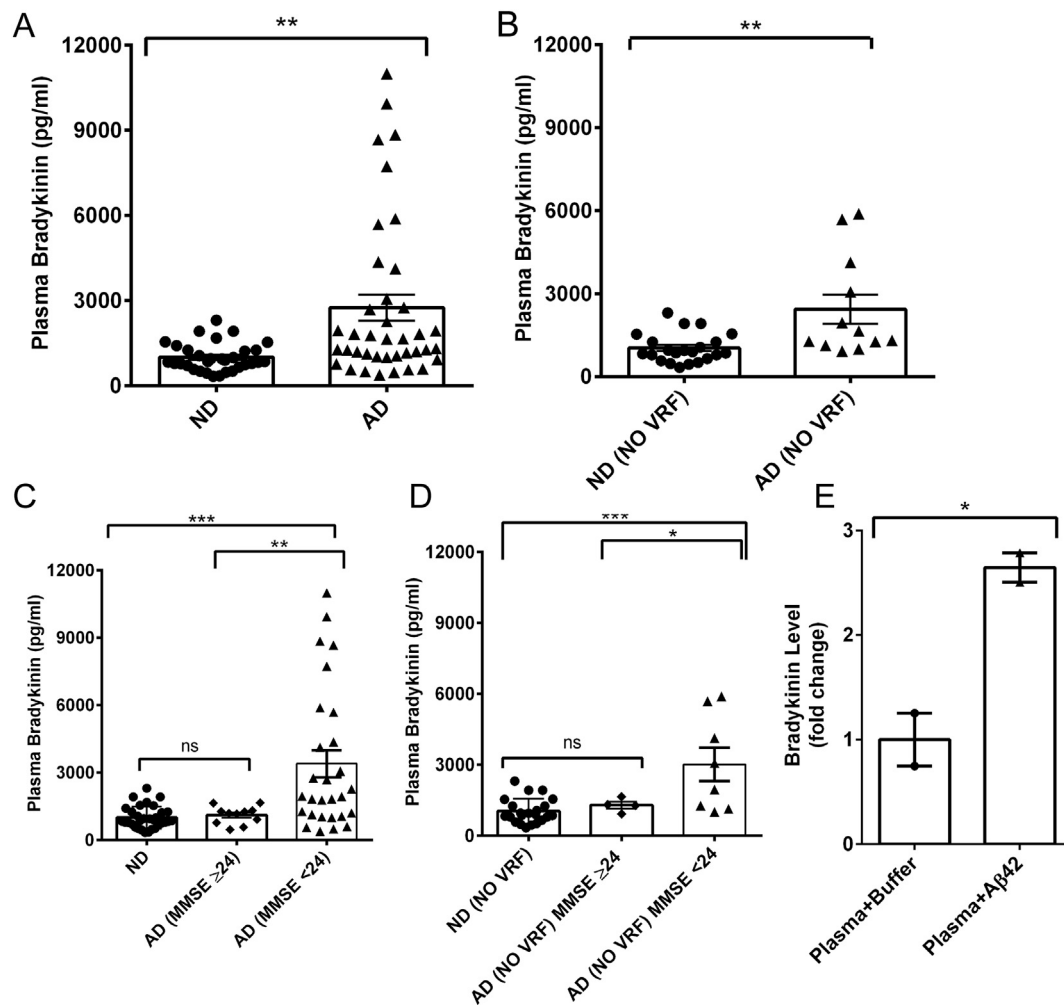 A
**
Plasma Bradykinin (pg/ml)
12000
9000
6000
3000
0
ND
AD
B
**
Plasma Bradykinin (pg/ml)
12000
9000
6000
3000
0
ND (NO VRF)
AD (NO VRF)
C
***
**
ns
Plasma Bradykinin (pg/ml)
12000
9000
6000
3000
0
ND
AD (MMSE ≥24)
AD (MMSE <24)
D
***
*
ns
Plasma Bradykinin (pg/ml)
12000
9000
6000
3000
0
ND (NO VRF)
AD (NO VRF) MMSE ≥24
AD (NO VRF) MMSE <24
E
*
Bradykinin Level
(fold change)
3
2
1
0
Plasma+Buffer
Plasma+Aβ42